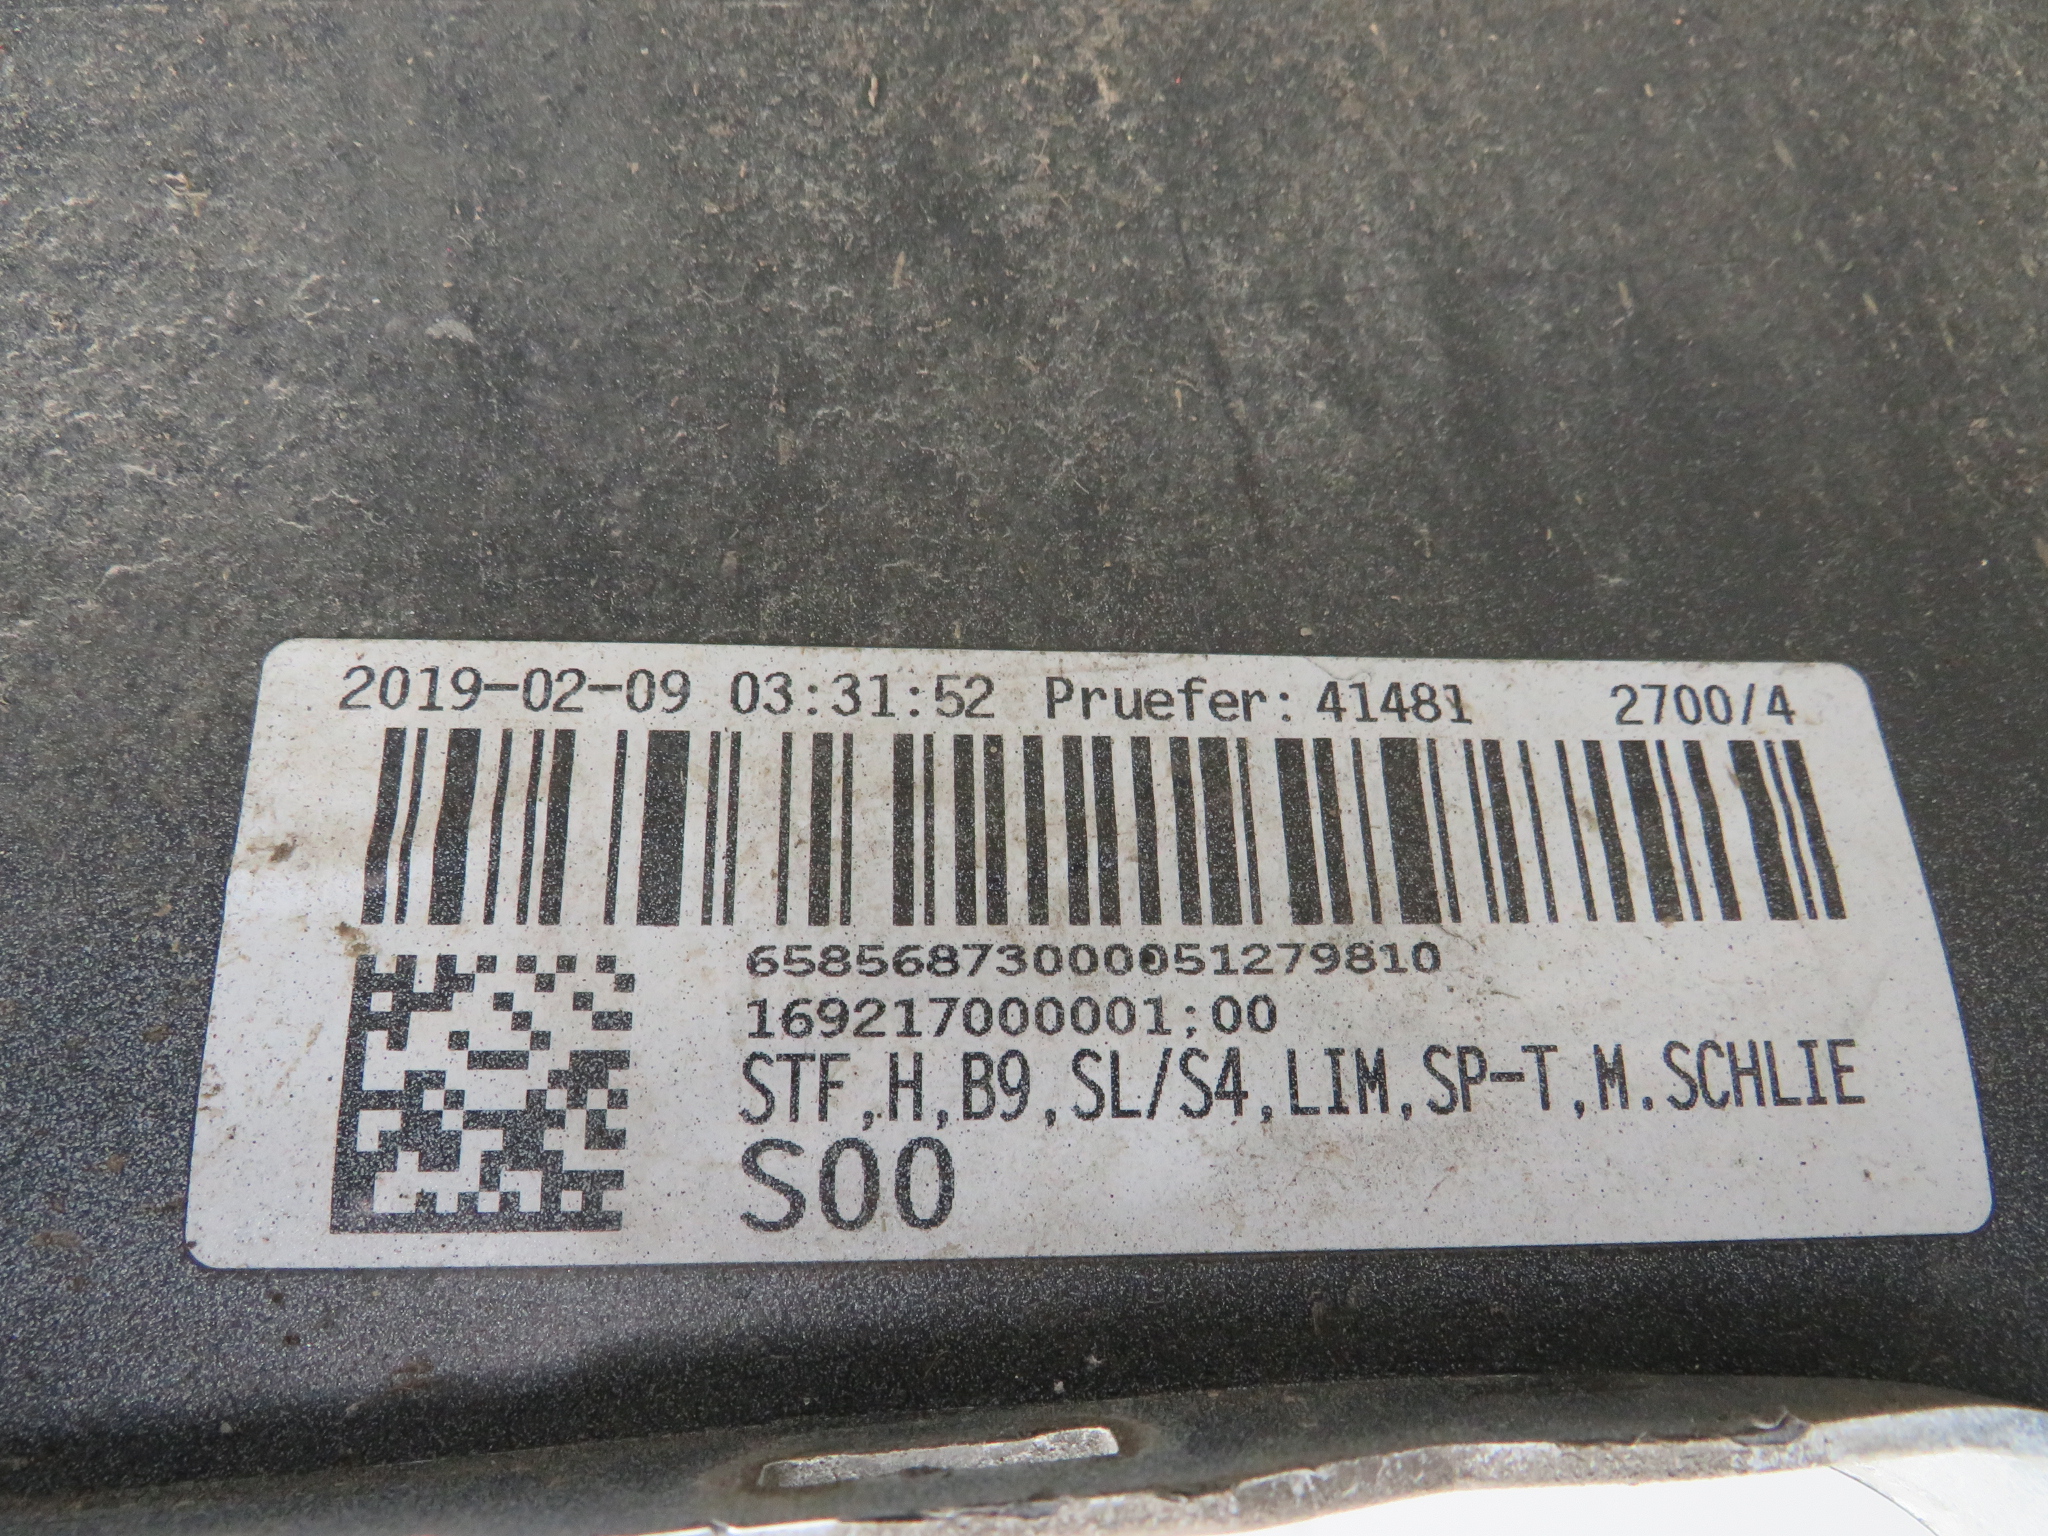 2019-02-09 03:31:52 Pruefer: 41481 2700/4
658568730000051279810
169217000001;00
STF,H,B9,SL/S4,LIM,SP-T,M.SCHLIE
S00